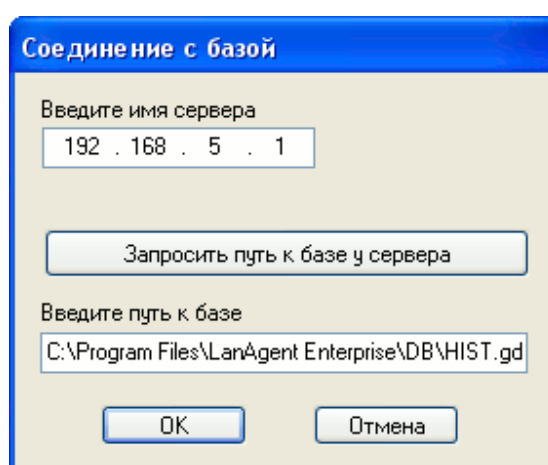 Соединение с базой
Введите имя сервера
192 . 168 . 5 . 1
Запросить путь к базе у сервера
Введите путь к базе
C:\Program Files\LanAgent Enterprise\DB\HIST.gd
OK
Отмена